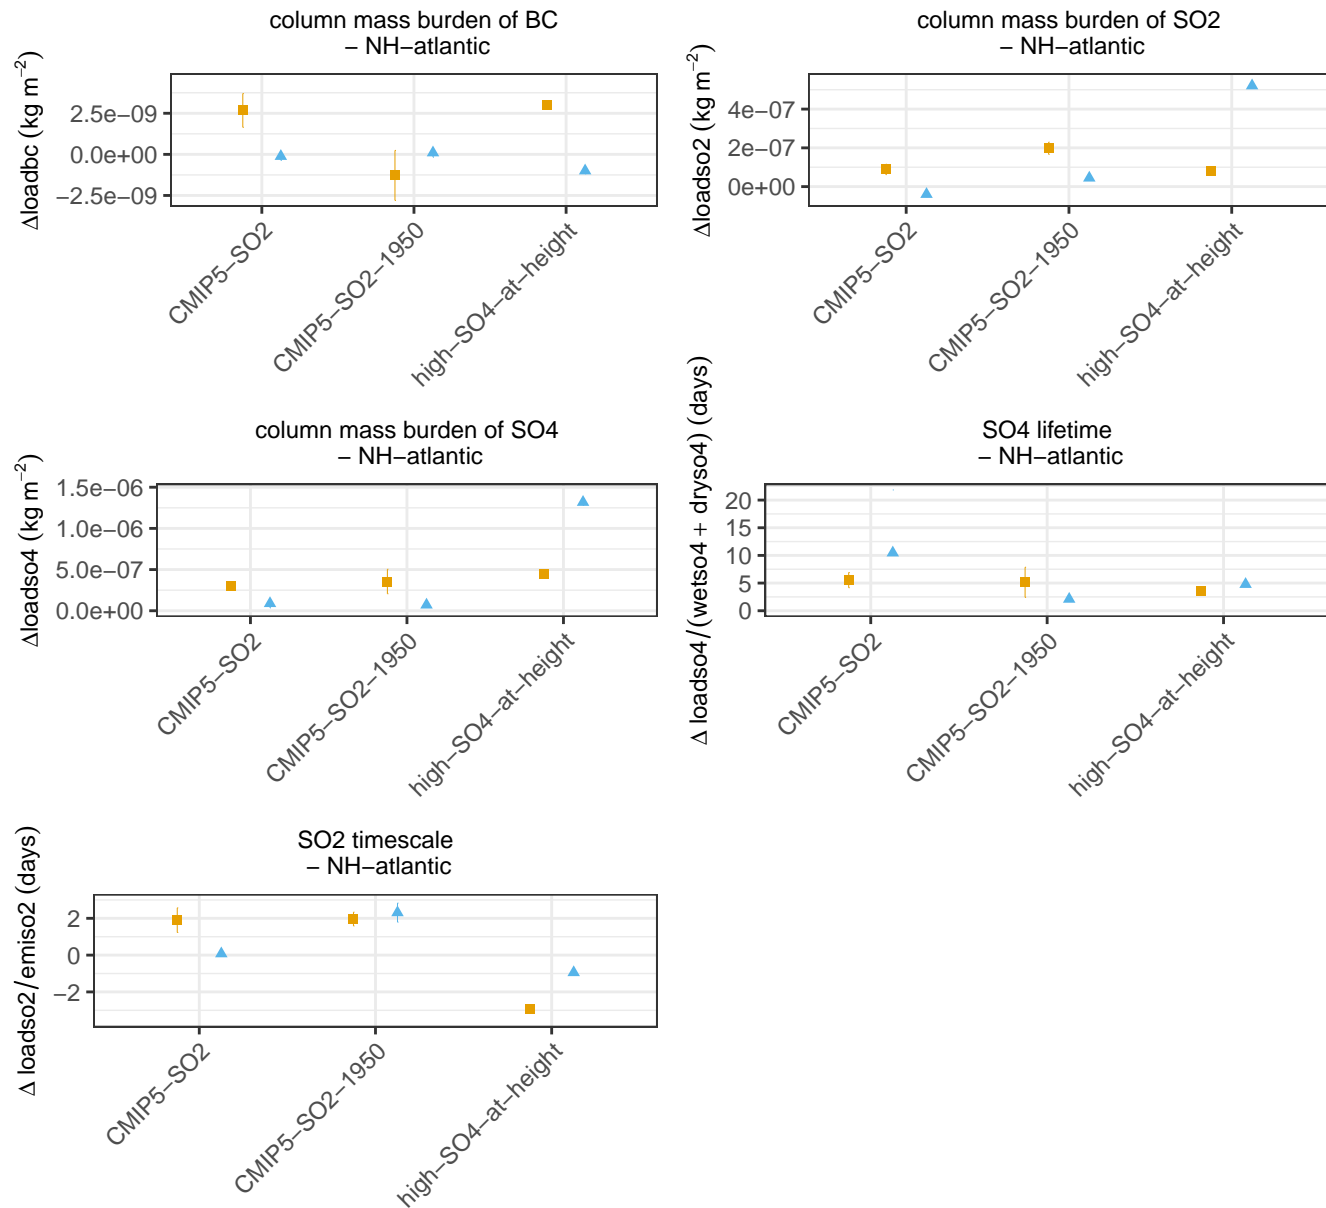 column mass burden of BC
− NH−atlantic
Δloadbc (kg m−2)
2.5e−09
0.0e+00
−2.5e−09
CMIP5−SO2
CMIP5−SO2−1950
high−SO4−at−height
column mass burden of SO2
− NH−atlantic
Δloadso2 (kg m−2)
4e−07
2e−07
0e+00
CMIP5−SO2
CMIP5−SO2−1950
high−SO4−at−height
column mass burden of SO4
− NH−atlantic
Δloadso4 (kg m−2)
1.5e−06
1.0e−06
5.0e−07
0.0e+00
CMIP5−SO2
CMIP5−SO2−1950
high−SO4−at−height
SO4 lifetime
− NH−atlantic
Δ loadso4/(wetso4 + dryso4) (days)
20
15
10
5
0
CMIP5−SO2
CMIP5−SO2−1950
high−SO4−at−height
SO2 timescale
− NH−atlantic
Δ loadso2/emiso2 (days)
2
0
−2
CMIP5−SO2
CMIP5−SO2−1950
high−SO4−at−height